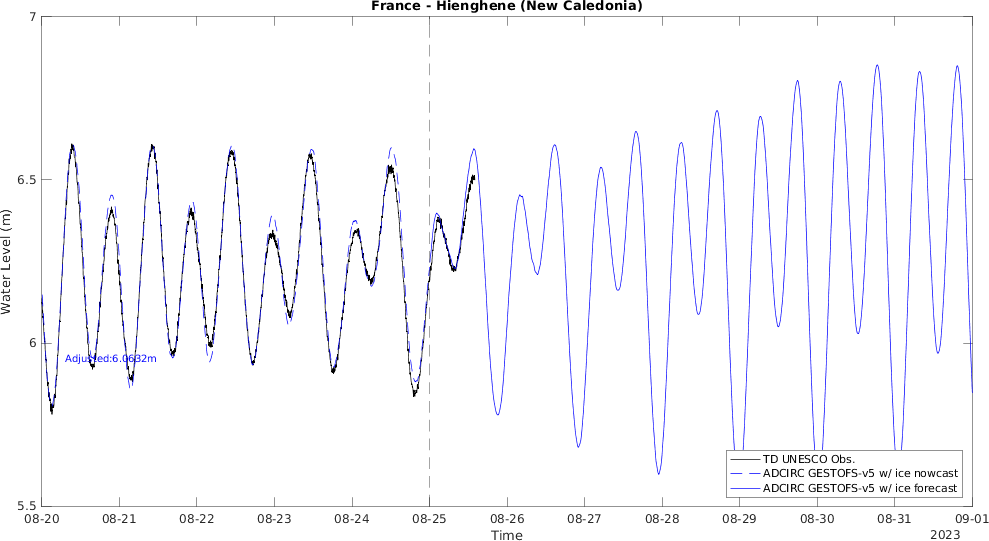 France - Hienghene (New Caledonia)
7
6.5
6
5.5
Water Level (m)
Adjusted:6.0632m
TD UNESCO Obs.
ADCIRC GESTOFS-v5 w/ ice nowcast
ADCIRC GESTOFS-v5 w/ ice forecast
08-20 08-21 08-22 08-23 08-24 08-25 08-26 08-27 08-28 08-29 08-30 08-31 09-01
Time
2023